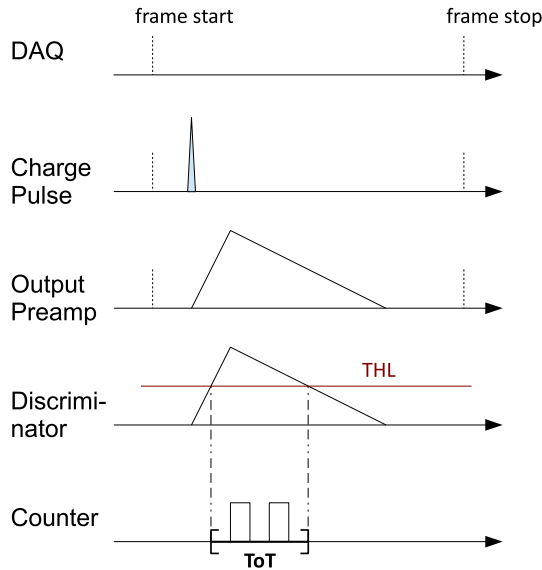 frame start
frame stop
DAQ
Charge
Pulse
Output
Preamp
THL
Discrimi-
nator
Counter
ToT